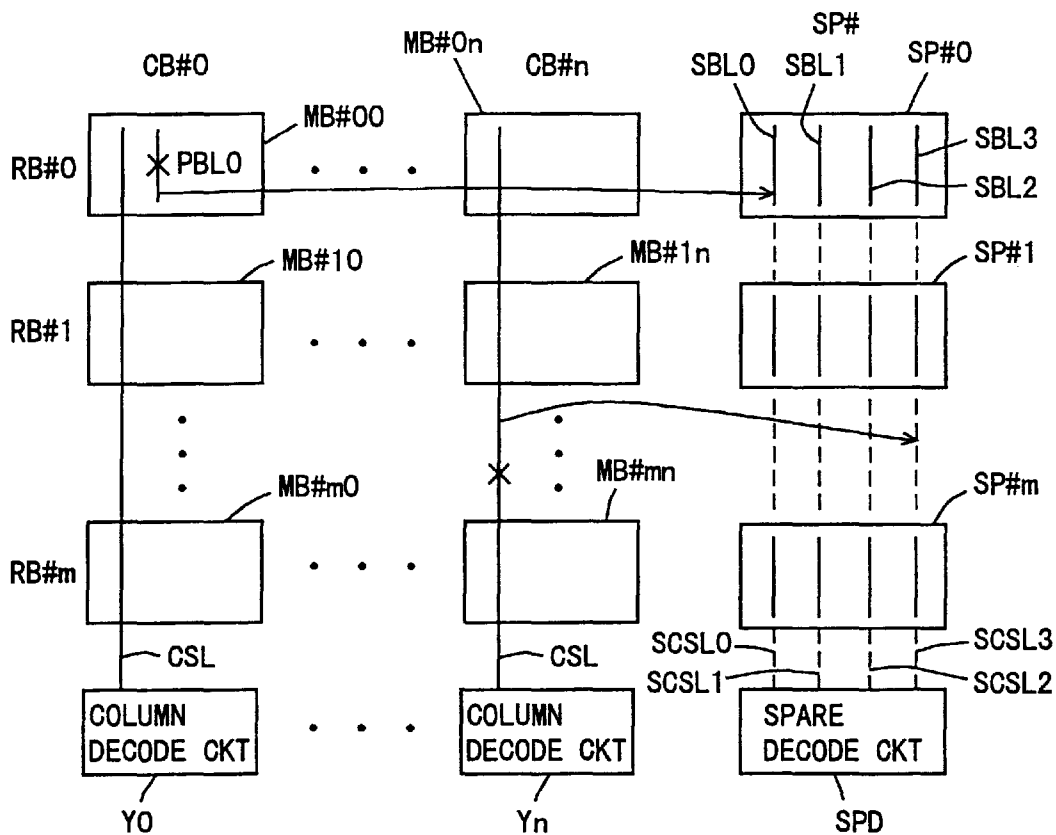 SP#
MB#0n
CB#0
CB#n
SBL0
SBL1
SP#0
MB#00
SBL3
RB#0
PBL0
SBL2
MB#10
MB#1n
SP#1
RB#1
MB#m0
MB#mn
SP#m
RB#m
SCSL0
SCSL3
CSL
CSL
SCSL1
SCSL2
COLUMN
DECODE CKT
COLUMN
DECODE CKT
SPARE
DECODE CKT
Y0
Yn
SPD